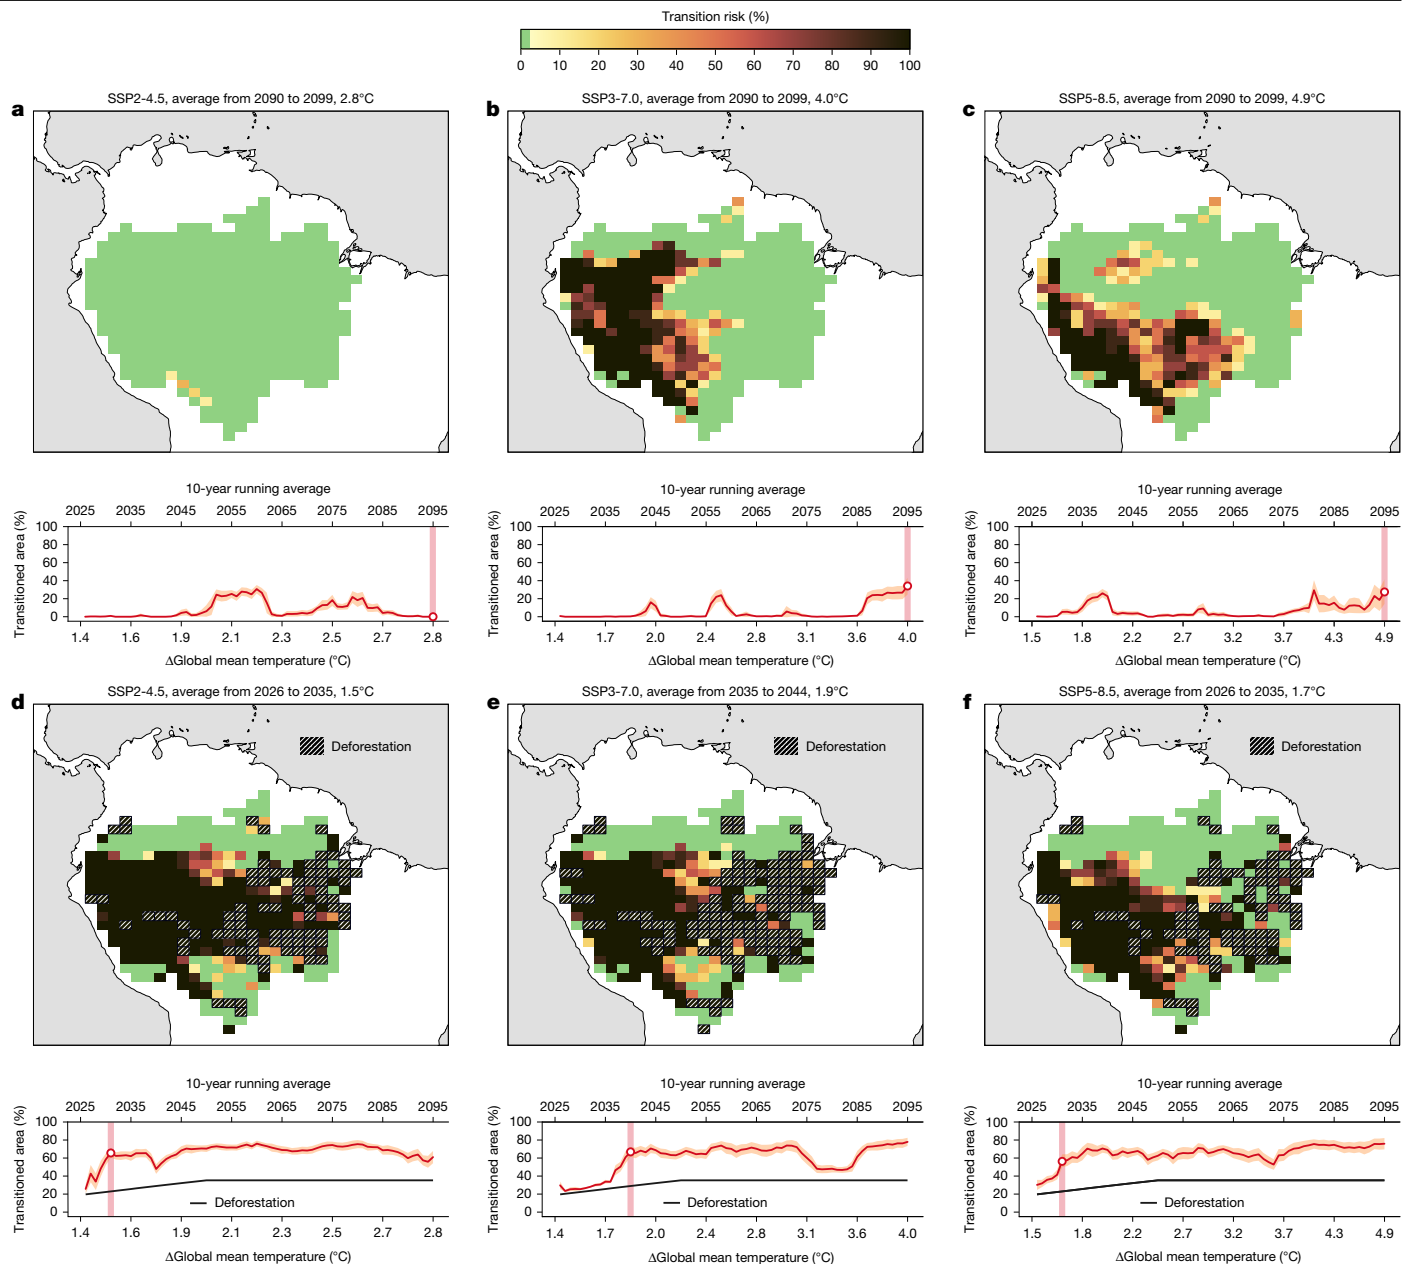 Transition risk (%)
0 10 20 30 40 50 60 70 80 90 100
a SSP2-4.5, average from 2090 to 2099, 2.8°C
b SSP3-7.0, average from 2090 to 2099, 4.0°C
c SSP5-8.5, average from 2090 to 2099, 4.9°C
10-year running average
2025 2035 2045 2055 2065 2075 2085 2095
Transitioned area (%)
100
80
60
40
20
0
1.4 1.6 1.9 2.1 2.3 2.5 2.7 2.8
ΔGlobal mean temperature (°C)
10-year running average
2025 2035 2045 2055 2065 2075 2085 2095
Transitioned area (%)
100
80
60
40
20
0
1.4 1.7 2.0 2.4 2.8 3.1 3.6 4.0
ΔGlobal mean temperature (°C)
10-year running average
2025 2035 2045 2055 2065 2075 2085 2095
Transitioned area (%)
100
80
60
40
20
0
1.5 1.8 2.2 2.7 3.2 3.7 4.3 4.9
ΔGlobal mean temperature (°C)
d SSP2-4.5, average from 2026 to 2035, 1.5°C
Deforestation
e SSP3-7.0, average from 2035 to 2044, 1.9°C
Deforestation
f SSP5-8.5, average from 2026 to 2035, 1.7°C
Deforestation
10-year running average
2025 2035 2045 2055 2065 2075 2085 2095
Transitioned area (%)
100
80
60
40
20
0
Deforestation
1.4 1.6 1.9 2.1 2.3 2.5 2.7 2.8
ΔGlobal mean temperature (°C)
10-year running average
2025 2035 2045 2055 2065 2075 2085 2095
Transitioned area (%)
100
80
60
40
20
0
Deforestation
1.4 1.7 2.0 2.4 2.8 3.1 3.6 4.0
ΔGlobal mean temperature (°C)
10-year running average
2025 2035 2045 2055 2065 2075 2085 2095
Transitioned area (%)
100
80
60
40
20
0
Deforestation
1.5 1.8 2.2 2.7 3.2 3.7 4.3 4.9
ΔGlobal mean temperature (°C)